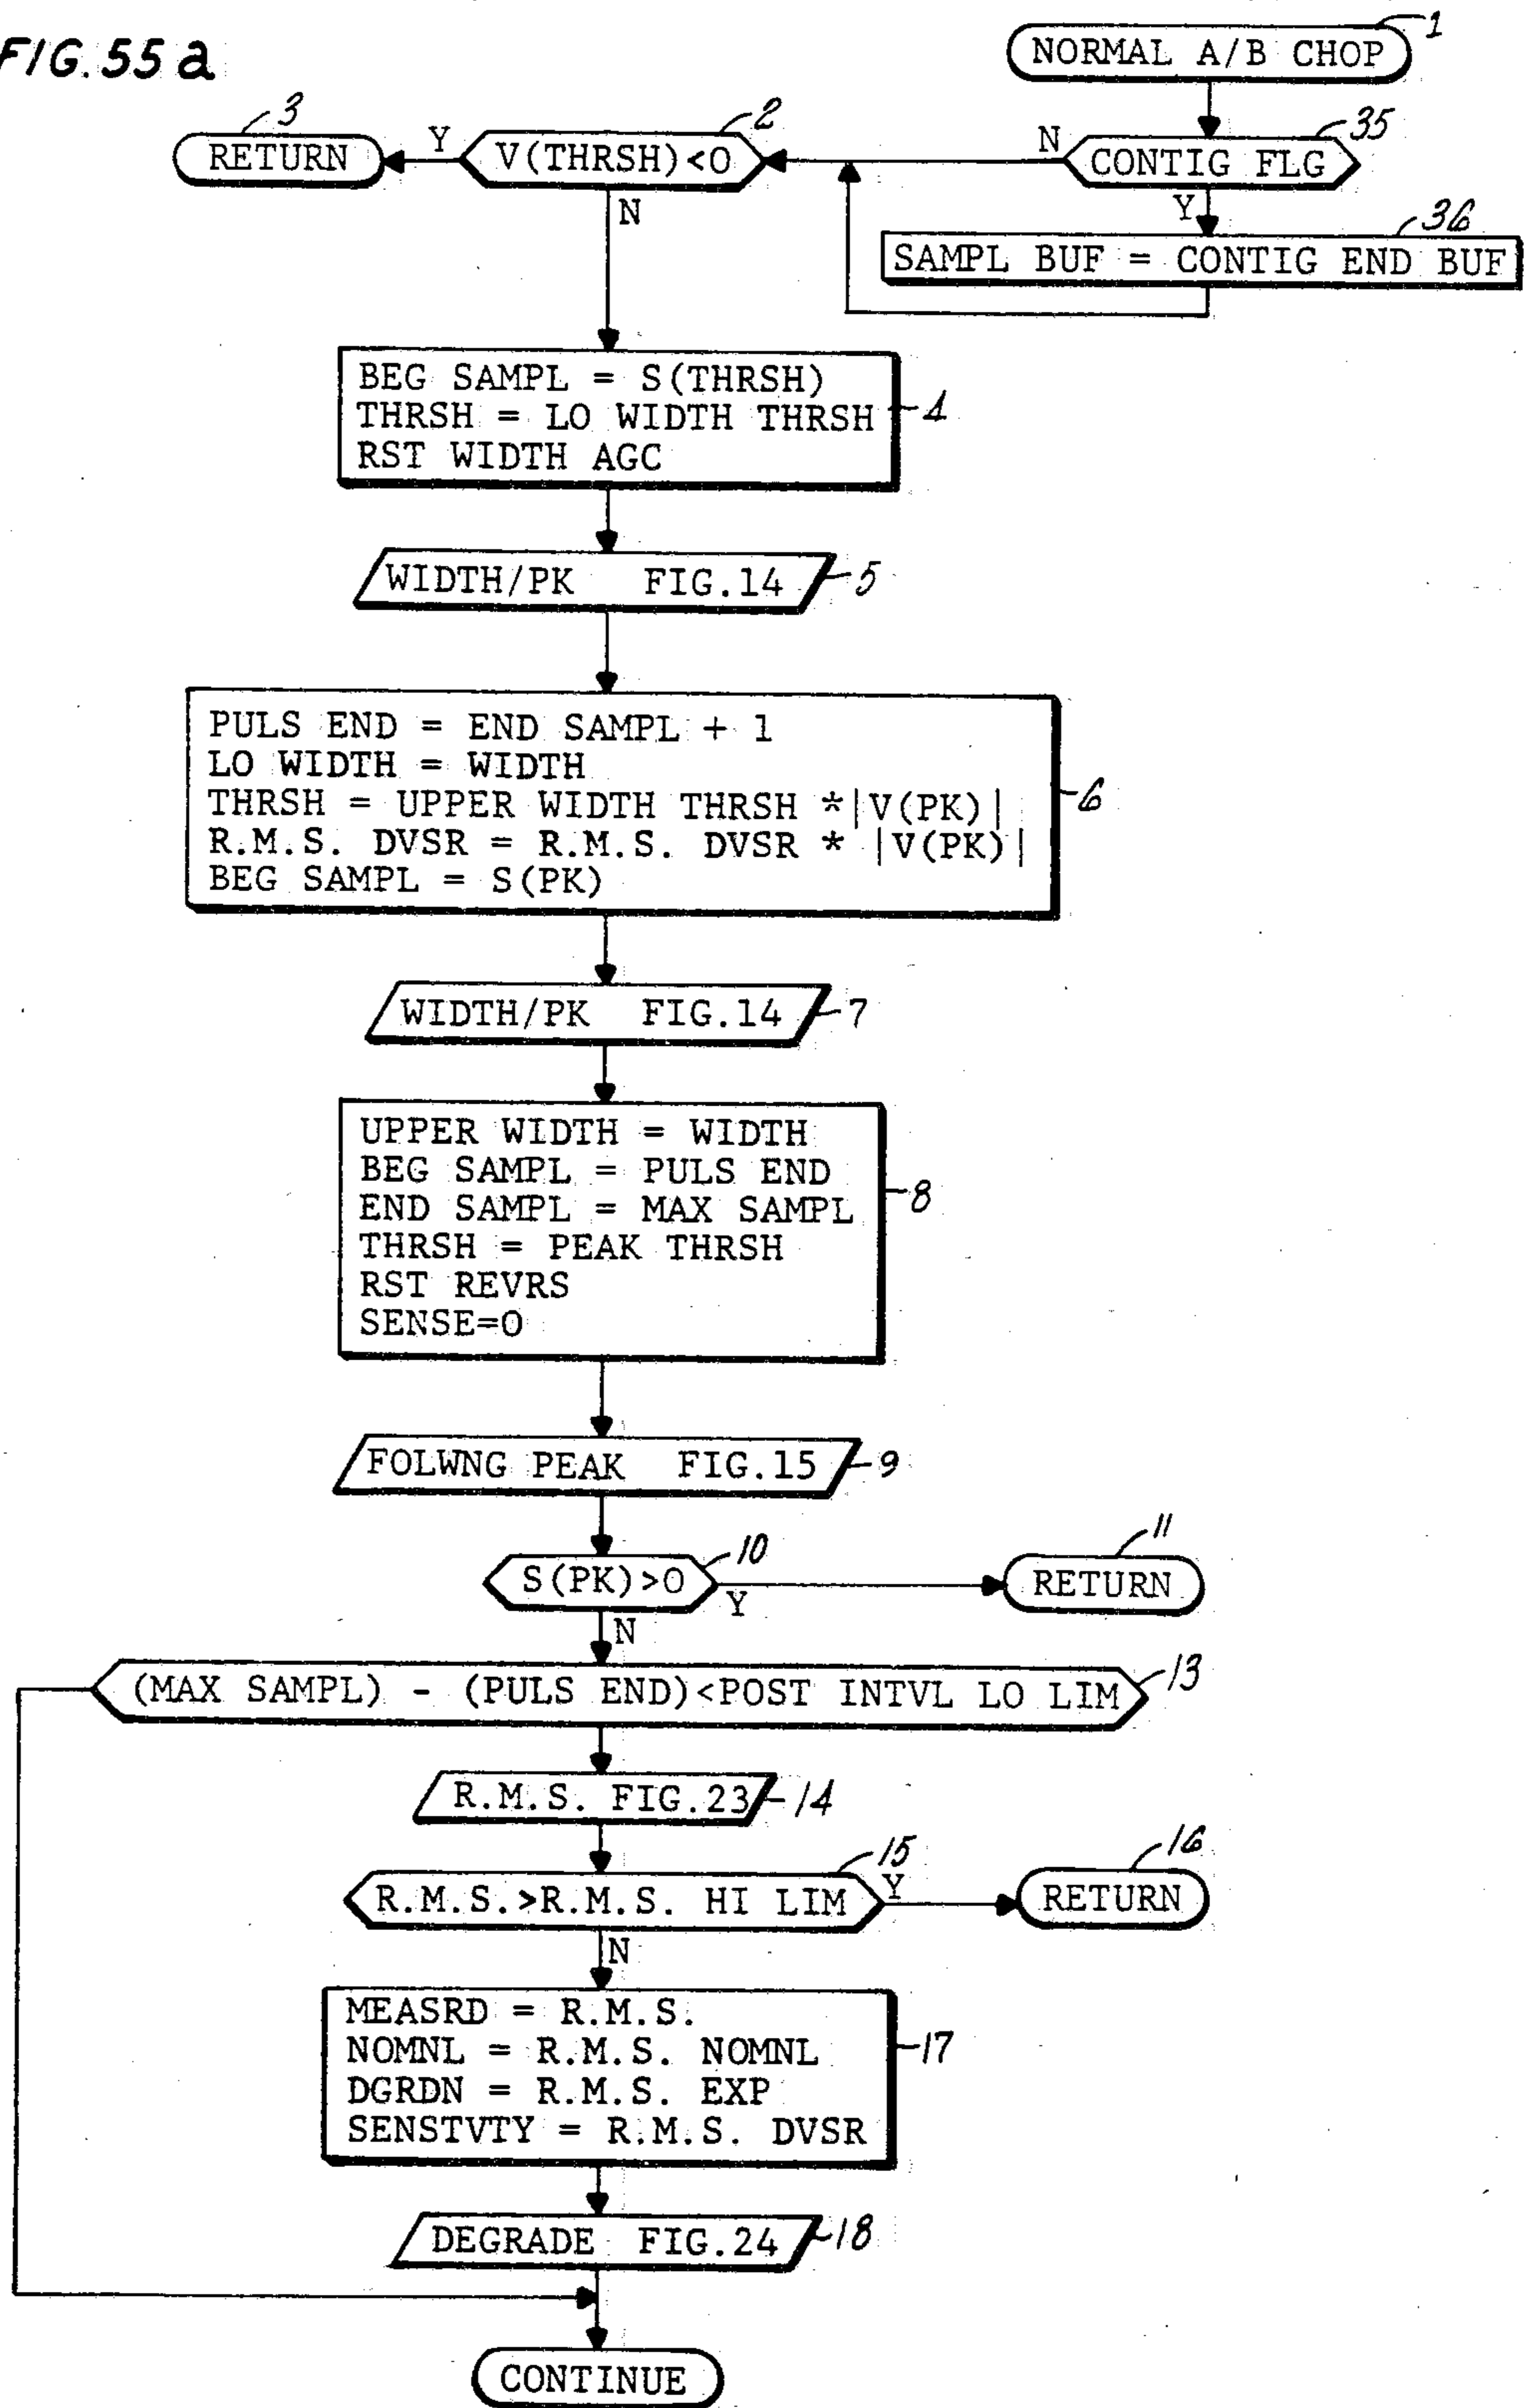 FIG. 55 a
NORMAL A/B CHOP
1
3
RETURN
Y
2
V(THRSH)<0
N
35
CONTIG FLG
N
Y
36
SAMPL BUF = CONTIG END BUF
BEG SAMPL = S(THRSH)
THRSH = LO WIDTH THRSH
RST WIDTH AGC
4
WIDTH/PK FIG.14
5
PULS END = END SAMPL + 1
LO WIDTH = WIDTH
THRSH = UPPER WIDTH THRSH *|V(PK)|
R.M.S. DVSR = R.M.S. DVSR * |V(PK)|
BEG SAMPL = S(PK)
6
WIDTH/PK FIG.14
7
UPPER WIDTH = WIDTH
BEG SAMPL = PULS END
END SAMPL = MAX SAMPL
THRSH = PEAK THRSH
RST REVRS
SENSE=0
8
FOLWNG PEAK FIG.15
9
S(PK)>0
10
Y
11
RETURN
N
(MAX SAMPL) - (PULS END)<POST INTVL LO LIM
13
R.M.S. FIG.23
14
R.M.S.>R.M.S. HI LIM
15
Y
16
RETURN
N
MEASRD = R.M.S.
NOMNL = R.M.S. NOMNL
DGRDN = R.M.S. EXP
SENSTVTY = R.M.S. DVSR
17
DEGRADE FIG.24
18
CONTINUE